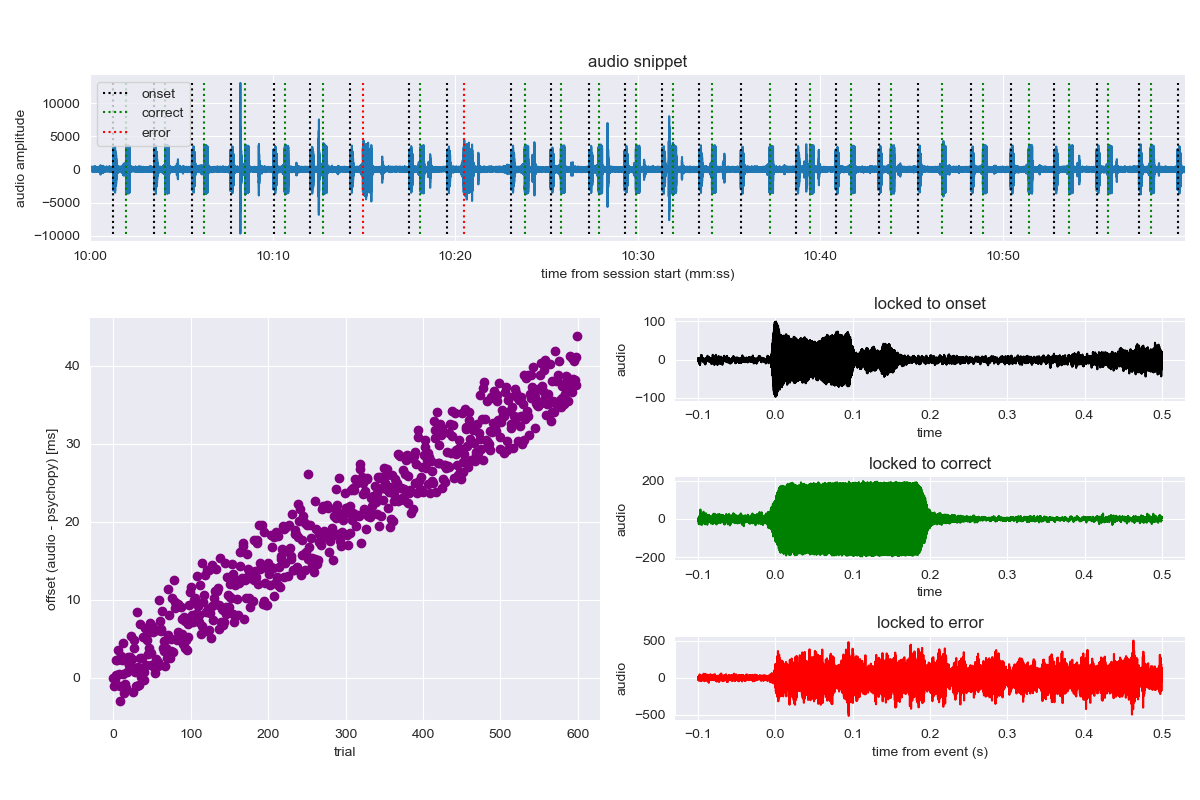 audio snippet
onset
correct
error
10000
5000
0
−5000
−10000
audio amplitude
10:00 10:10 10:20 10:30 10:40 10:50
time from session start (mm:ss)
40
30
20
10
0
offset (audio - psychopy) [ms]
0 100 200 300 400 500 600
trial
locked to onset
100
0
−100
audio
−0.1 0.0 0.1 0.2 0.3 0.4 0.5
time
locked to correct
200
0
−200
audio
−0.1 0.0 0.1 0.2 0.3 0.4 0.5
time
locked to error
500
0
−500
audio
−0.1 0.0 0.1 0.2 0.3 0.4 0.5
time from event (s)